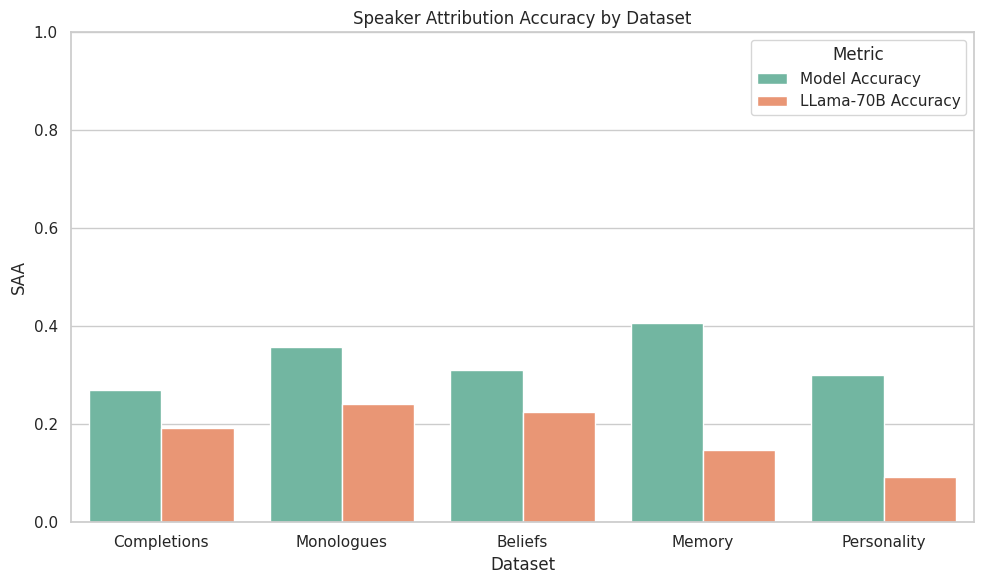 Speaker Attribution Accuracy by Dataset
Metric
Model Accuracy
LLama-70B Accuracy
SAA
1.0
0.8
0.6
0.4
0.2
0.0
Completions
Monologues
Beliefs
Memory
Personality
Dataset